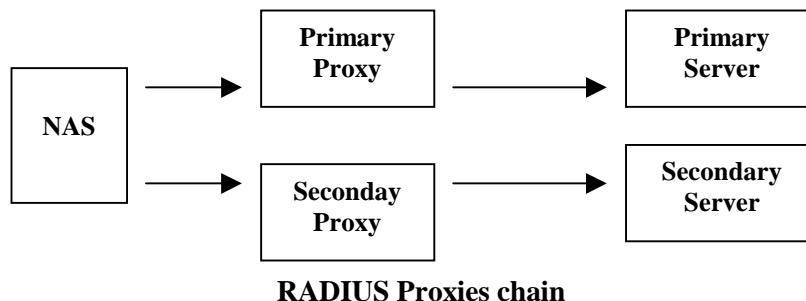 NAS
Primary
Proxy
Primary
Server
Seconday
Proxy
Secondary
Server
RADIUS Proxies chain